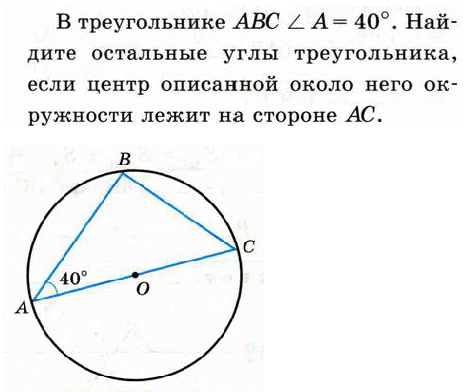 В треугольнике ABC ∠ A = 40°. Най-
дите остальные углы треугольника,
если центр описанной около него ок-
ружности лежит на стороне AC.
B
C
40°
O
A